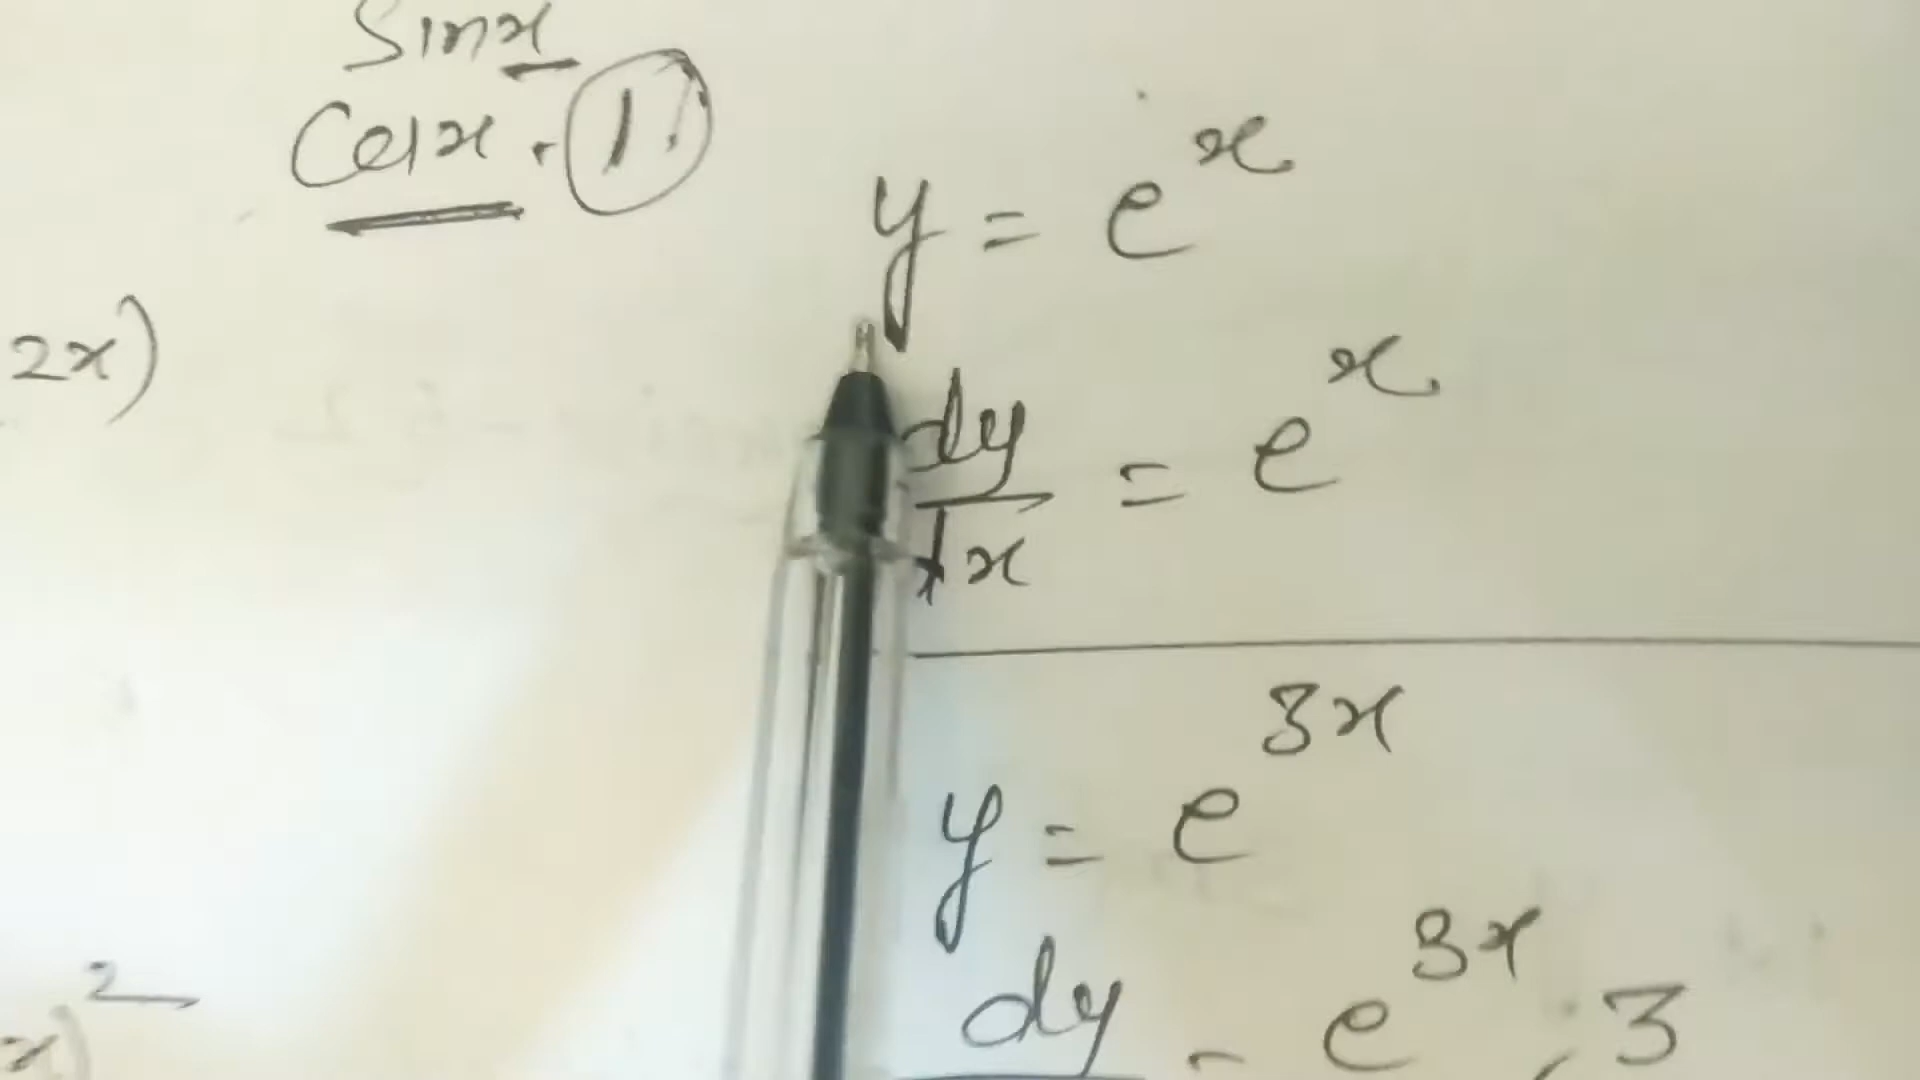 Sinx
Cosx . 1
y = e^x
2x)
dy/dx = e^x
y = e^3x
x)^2
dy = e^3x . 3